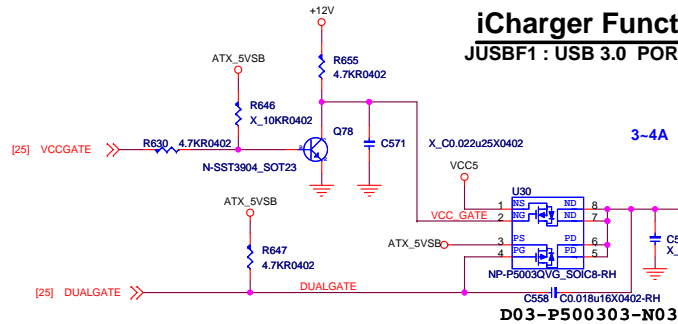 iCharger Funct
JUSBF1 : USB 3.0 POR
+12V
R655
4.7KR0402
ATX_5VSB
R646
X_10KR0402
Q78
C571
X_C0.022u25X0402
3~4A
[25] VCCGATE
R630 4.7KR0402
N-SST3904_SOT23
VCC5
U30
1 NS ND 8
2 NG ND 7
VCC_GATE
3 PS PD 6
4 PG PD 5
NP-P5003QVG_SOIC8-RH
ATX_5VSB
ATX_5VSB
R647
4.7KR0402
C5
X_
[25] DUALGATE
DUALGATE
C558 C0.018u16X0402-RH
D03-P500303-N03